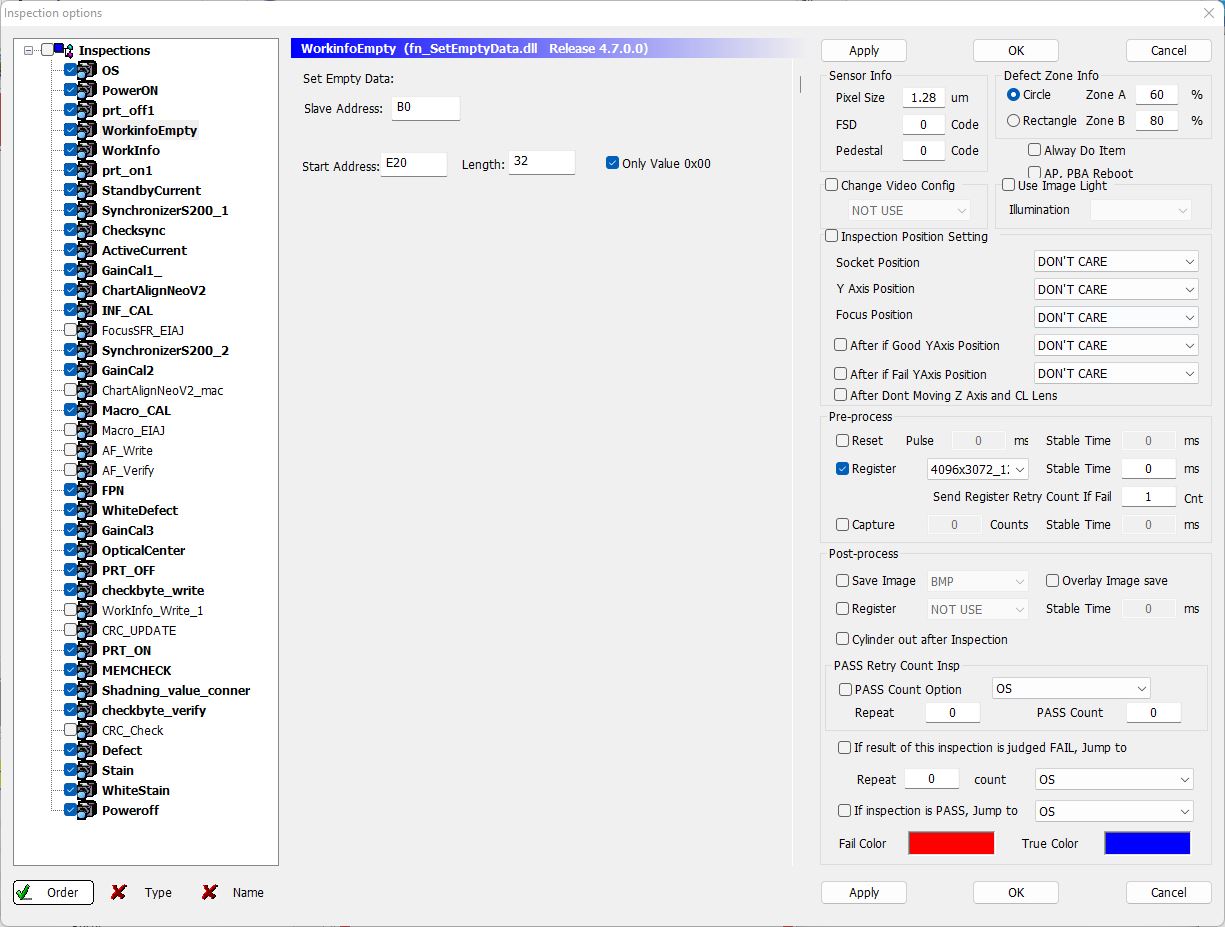 Inspection options
Inspections
OS
PowerON
prt_off1
WorkinfoEmpty
WorkInfo
prt_on1
StandbyCurrent
SynchronizerS200_1
Checksync
ActiveCurrent
GainCal1_
ChartAlignNeoV2
INF_CAL
FocusSFR_EIAJ
SynchronizerS200_2
GainCal2
ChartAlignNeoV2_mac
Macro_CAL
Macro_EIAJ
AF_Write
AF_Verify
FPN
WhiteDefect
GainCal3
OpticalCenter
PRT_OFF
checkbyte_write
WorkInfo_Write_1
CRC_UPDATE
PRT_ON
MEMCHECK
Shadning_value_conner
checkbyte_verify
CRC_Check
Defect
Stain
WhiteStain
Poweroff
Order Type Name
WorkinfoEmpty (fn_SetEmptyData.dll Release 4.7.0.0)
Set Empty Data:
Slave Address: B0
Start Address: E20 Length: 32 Only Value 0x00
Apply OK Cancel
Sensor Info
Pixel Size 1.28 um
FSD 0 Code
Pedestal 0 Code
Defect Zone Info
Circle Zone A 60 %
Rectangle Zone B 80 %
Alway Do Item
AP, PBA Reboot
Change Video Config
NOT USE
Use Image Light
Illumination
Inspection Position Setting
Socket Position DON'T CARE
Y Axis Position DON'T CARE
Focus Position DON'T CARE
After if Good YAxis Position DON'T CARE
After if Fail YAxis Position DON'T CARE
After Dont Moving Z Axis and CL Lens
Pre-process
Reset Pulse 0 ms Stable Time 0 ms
Register 4096x3072_1 Stable Time 0 ms
Send Register Retry Count If Fail 1 Cnt
Capture 0 Counts Stable Time 0 ms
Post-process
Save Image BMP Overlay Image save
Register NOT USE Stable Time 0 ms
Cylinder out after Inspection
PASS Retry Count Insp
PASS Count Option OS
Repeat 0 PASS Count 0
If result of this inspection is judged FAIL, Jump to
Repeat 0 count OS
If inspection is PASS, Jump to OS
Fail Color True Color
Apply OK Cancel